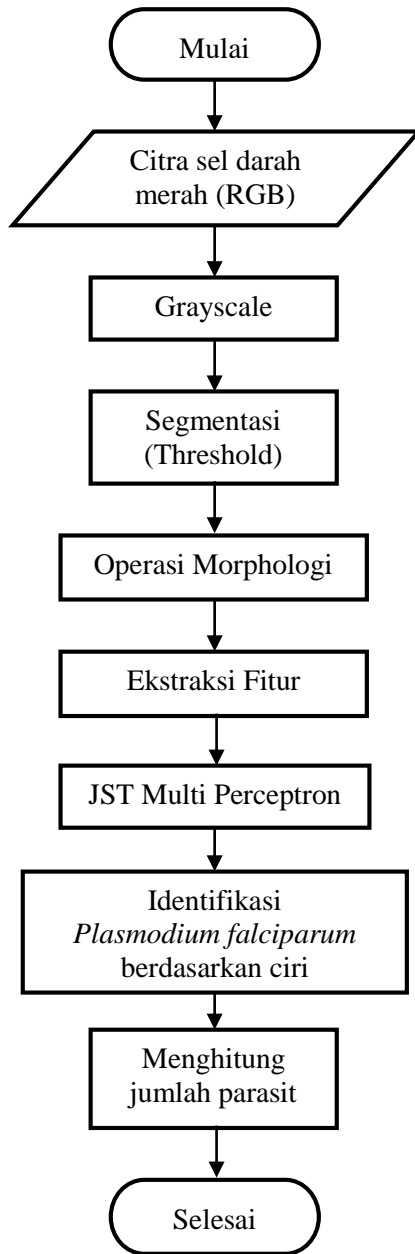 Mulai
Citra sel darah
merah (RGB)
Grayscale
Segmentasi
(Threshold)
Operasi Morphologi
Ekstraksi Fitur
JST Multi Perceptron
Identifikasi
Plasmodium falciparum
berdasarkan ciri
Menghitung
jumlah parasit
Selesai